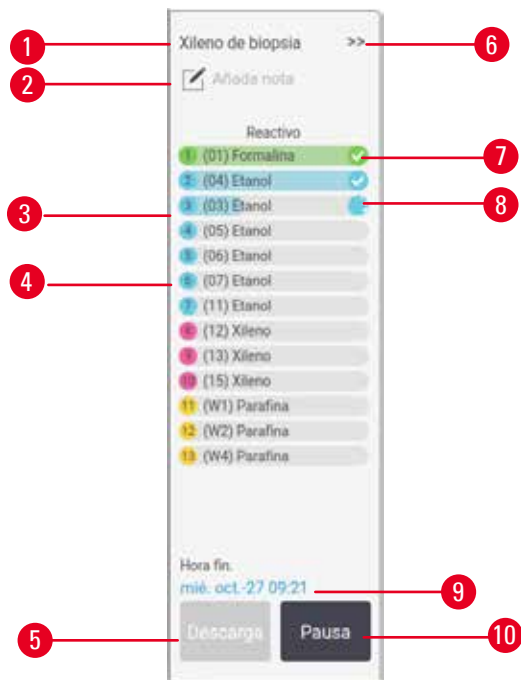 1 Xileno de biopsia >> 6
2 Añada nota
Reactivo
1 (01) Formalina 7
2 (04) Etanol
3 3 (03) Etanol 8
4 (05) Etanol
5 (06) Etanol
4 6 (07) Etanol
7 (11) Etanol
8 (12) Xileno
9 (13) Xileno
10 (15) Xileno
11 (W1) Parafina
12 (W2) Parafina
13 (W4) Parafina
Hora fin.
mié. oct.-27 09:21 9
5 Descarga Pausa 10